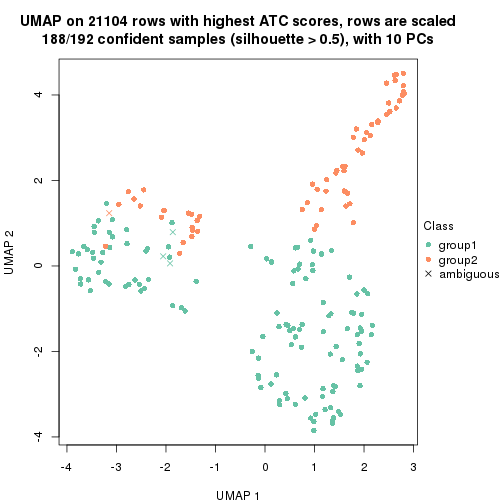 UMAP on 21104 rows with highest ATC scores, rows are scaled
188/192 confident samples (silhouette > 0.5), with 10 PCs
4
2
0
-2
-4
UMAP 2
-4 -3 -2 -1 0 1 2 3
UMAP 1
Class
group1
group2
ambiguous